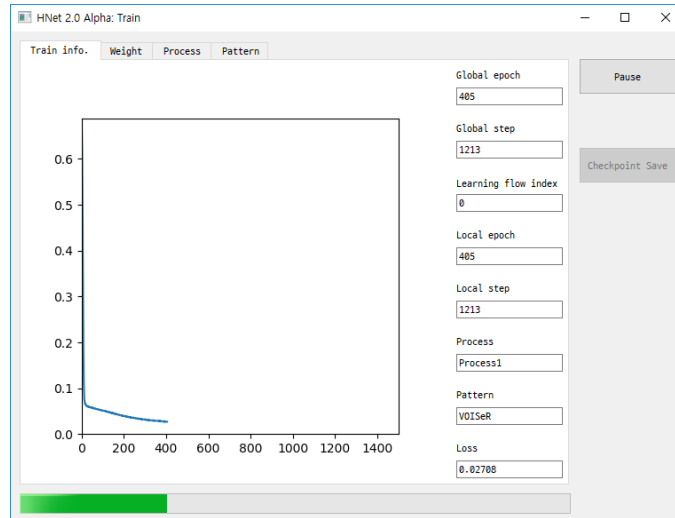 HNet 2.0 Alpha: Train
Train info. Weight Process Pattern
Global epoch
405
Global step
1213
Learning flow index
0
Local epoch
405
Local step
1213
Process
Process1
Pattern
VOISeR
Loss
0.02708
Pause
Checkpoint Save
0.6
0.5
0.4
0.3
0.2
0.1
0.0
0 200 400 600 800 1000 1200 1400